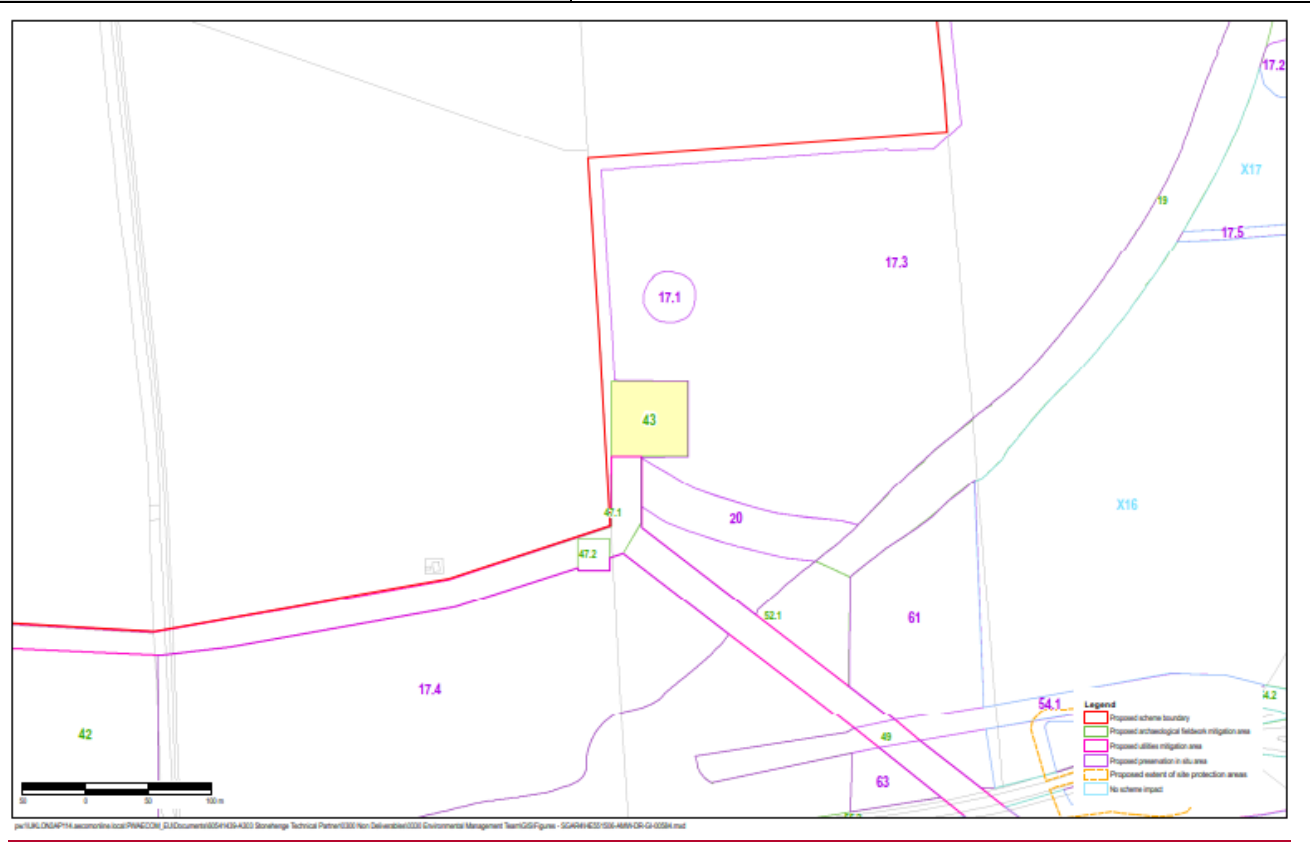 17.2
X17
19
17.5
17.3
17.1
43
47.1
20
X16
47.2
52.1
61
17.4
54.1
4.2
42
49
63
Legend
Proposed scheme boundary
Proposed archaeological fieldwork mitigation area
Proposed utilities mitigation area
Proposed preservation in situ area
Proposed extent of site protection areas
No scheme impact
50 0 50 100 m